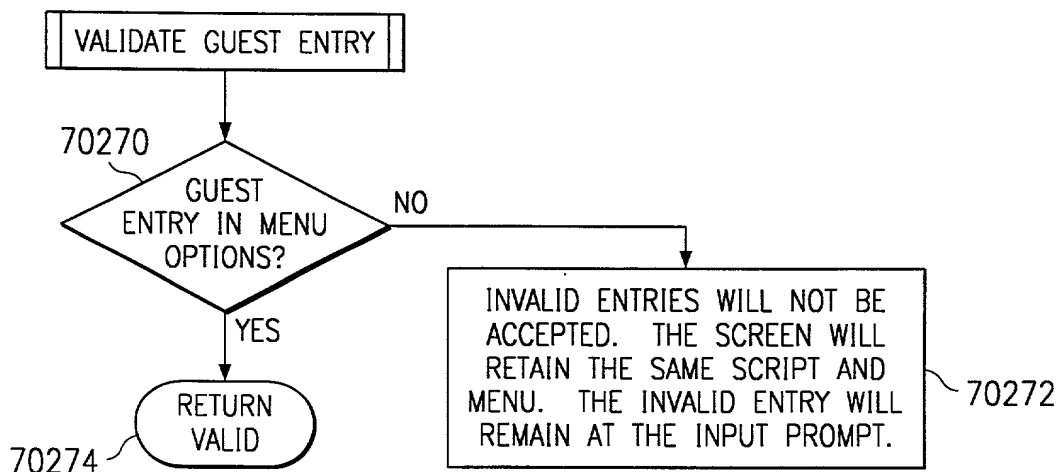 VALIDATE GUEST ENTRY
70270
GUEST
ENTRY IN MENU
OPTIONS?
NO
YES
INVALID ENTRIES WILL NOT BE
ACCEPTED. THE SCREEN WILL
RETAIN THE SAME SCRIPT AND
MENU. THE INVALID ENTRY WILL
REMAIN AT THE INPUT PROMPT.
70272
RETURN
VALID
70274